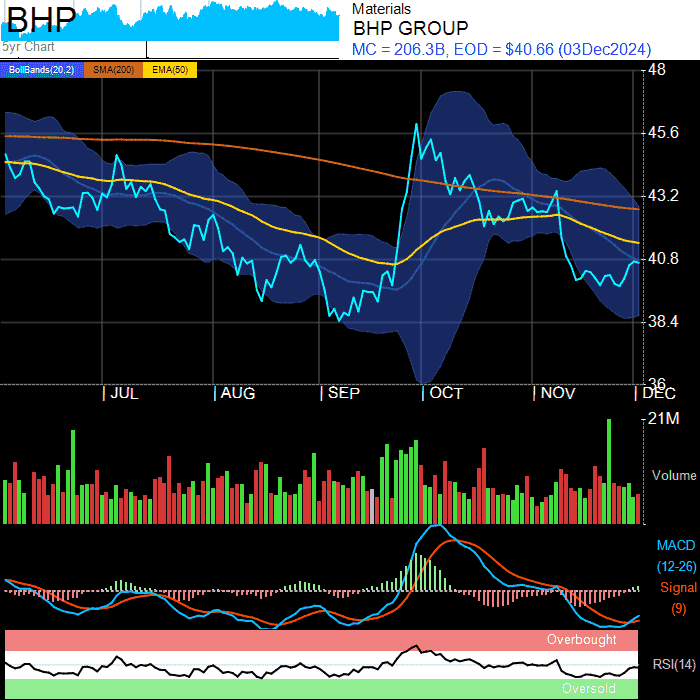 BHP
5yr Chart
Materials
BHP GROUP
MC = 206.3B, EOD = $40.66 (03Dec2024)
BollBands(20,2) SMA(200) EMA(50)
48
45.6
43.2
40.8
38.4
36
JUL AUG SEP OCT NOV DEC
21M
Volume
MACD
(12-26)
Signal
(9)
Overbought
RSI(14)
Oversold